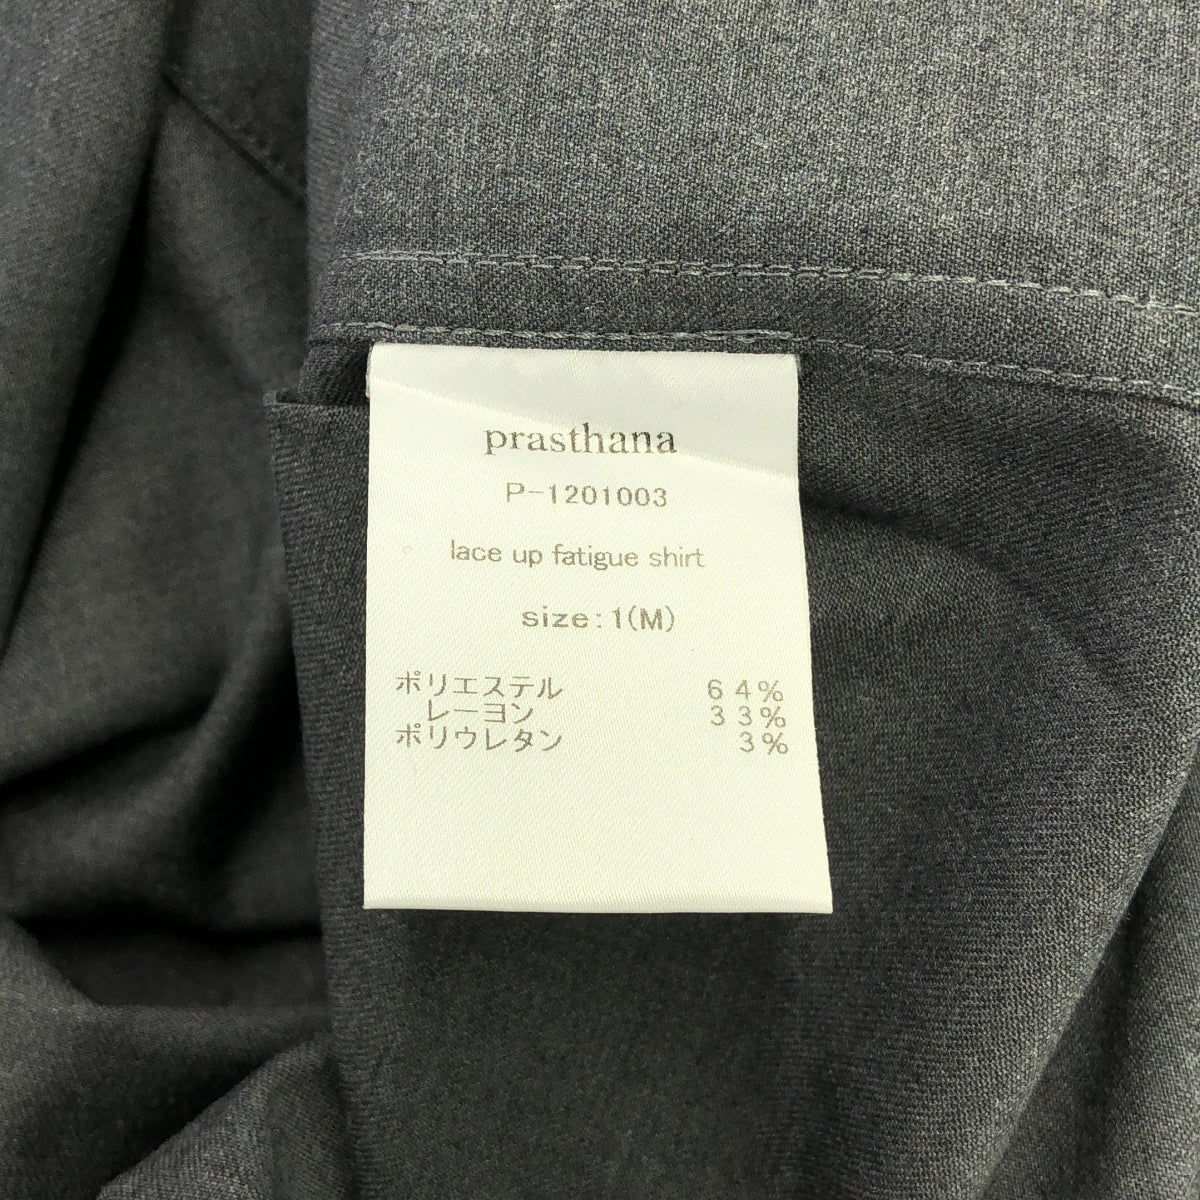 prasthana
P-1201003
lace up fatigue shirt
size:1(M)
ポリエステル 64%
レーヨン 33%
ポリウレタン 3%